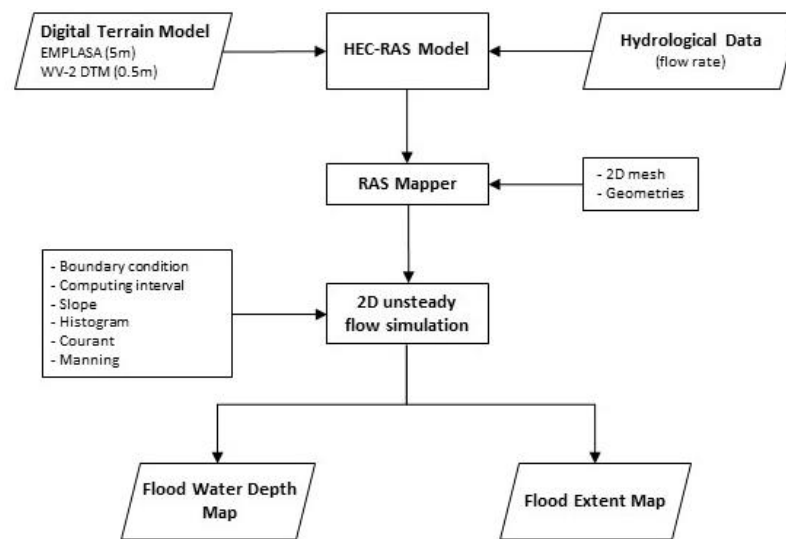 Digital Terrain Model
EMPLASA (5m)
WV-2 DTM (0.5m)
HEC-RAS Model
Hydrological Data
(flow rate)
RAS Mapper
- 2D mesh
- Geometries
- Boundary condition
- Computing interval
- Slope
- Histogram
- Courant
- Manning
2D unsteady
flow simulation
Flood Water Depth
Map
Flood Extent Map